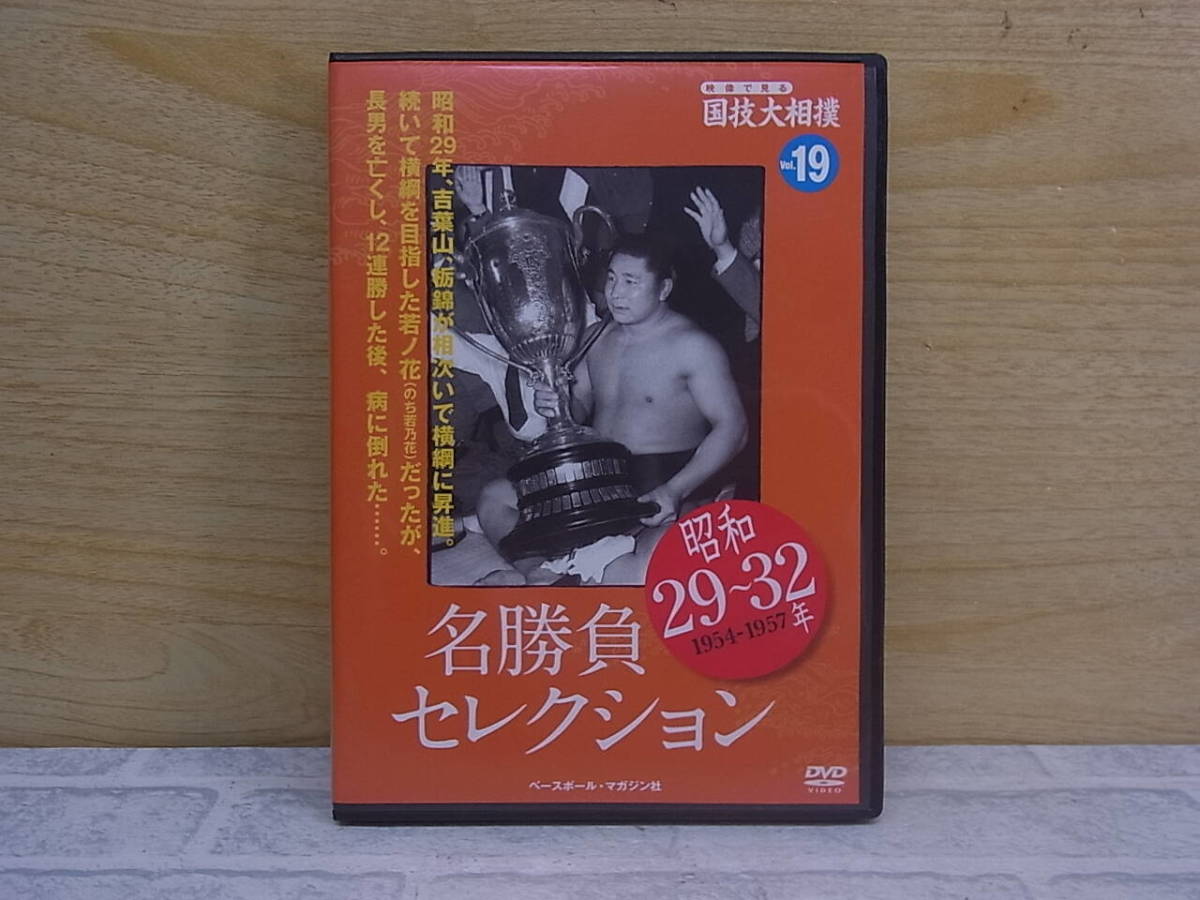 映像で見る
国技大相撲
Vol.19
昭和29年、吉葉山、栃錦が相次いで横綱に昇進。
続いて横綱を目指した若ノ花(のち若乃花)だったが、
長男を亡くし、12連勝した後、病に倒れた……。
昭和
29~32年
1954-1957
名勝負
セレクション
ベースボール・マガジン社
DVD
VIDEO